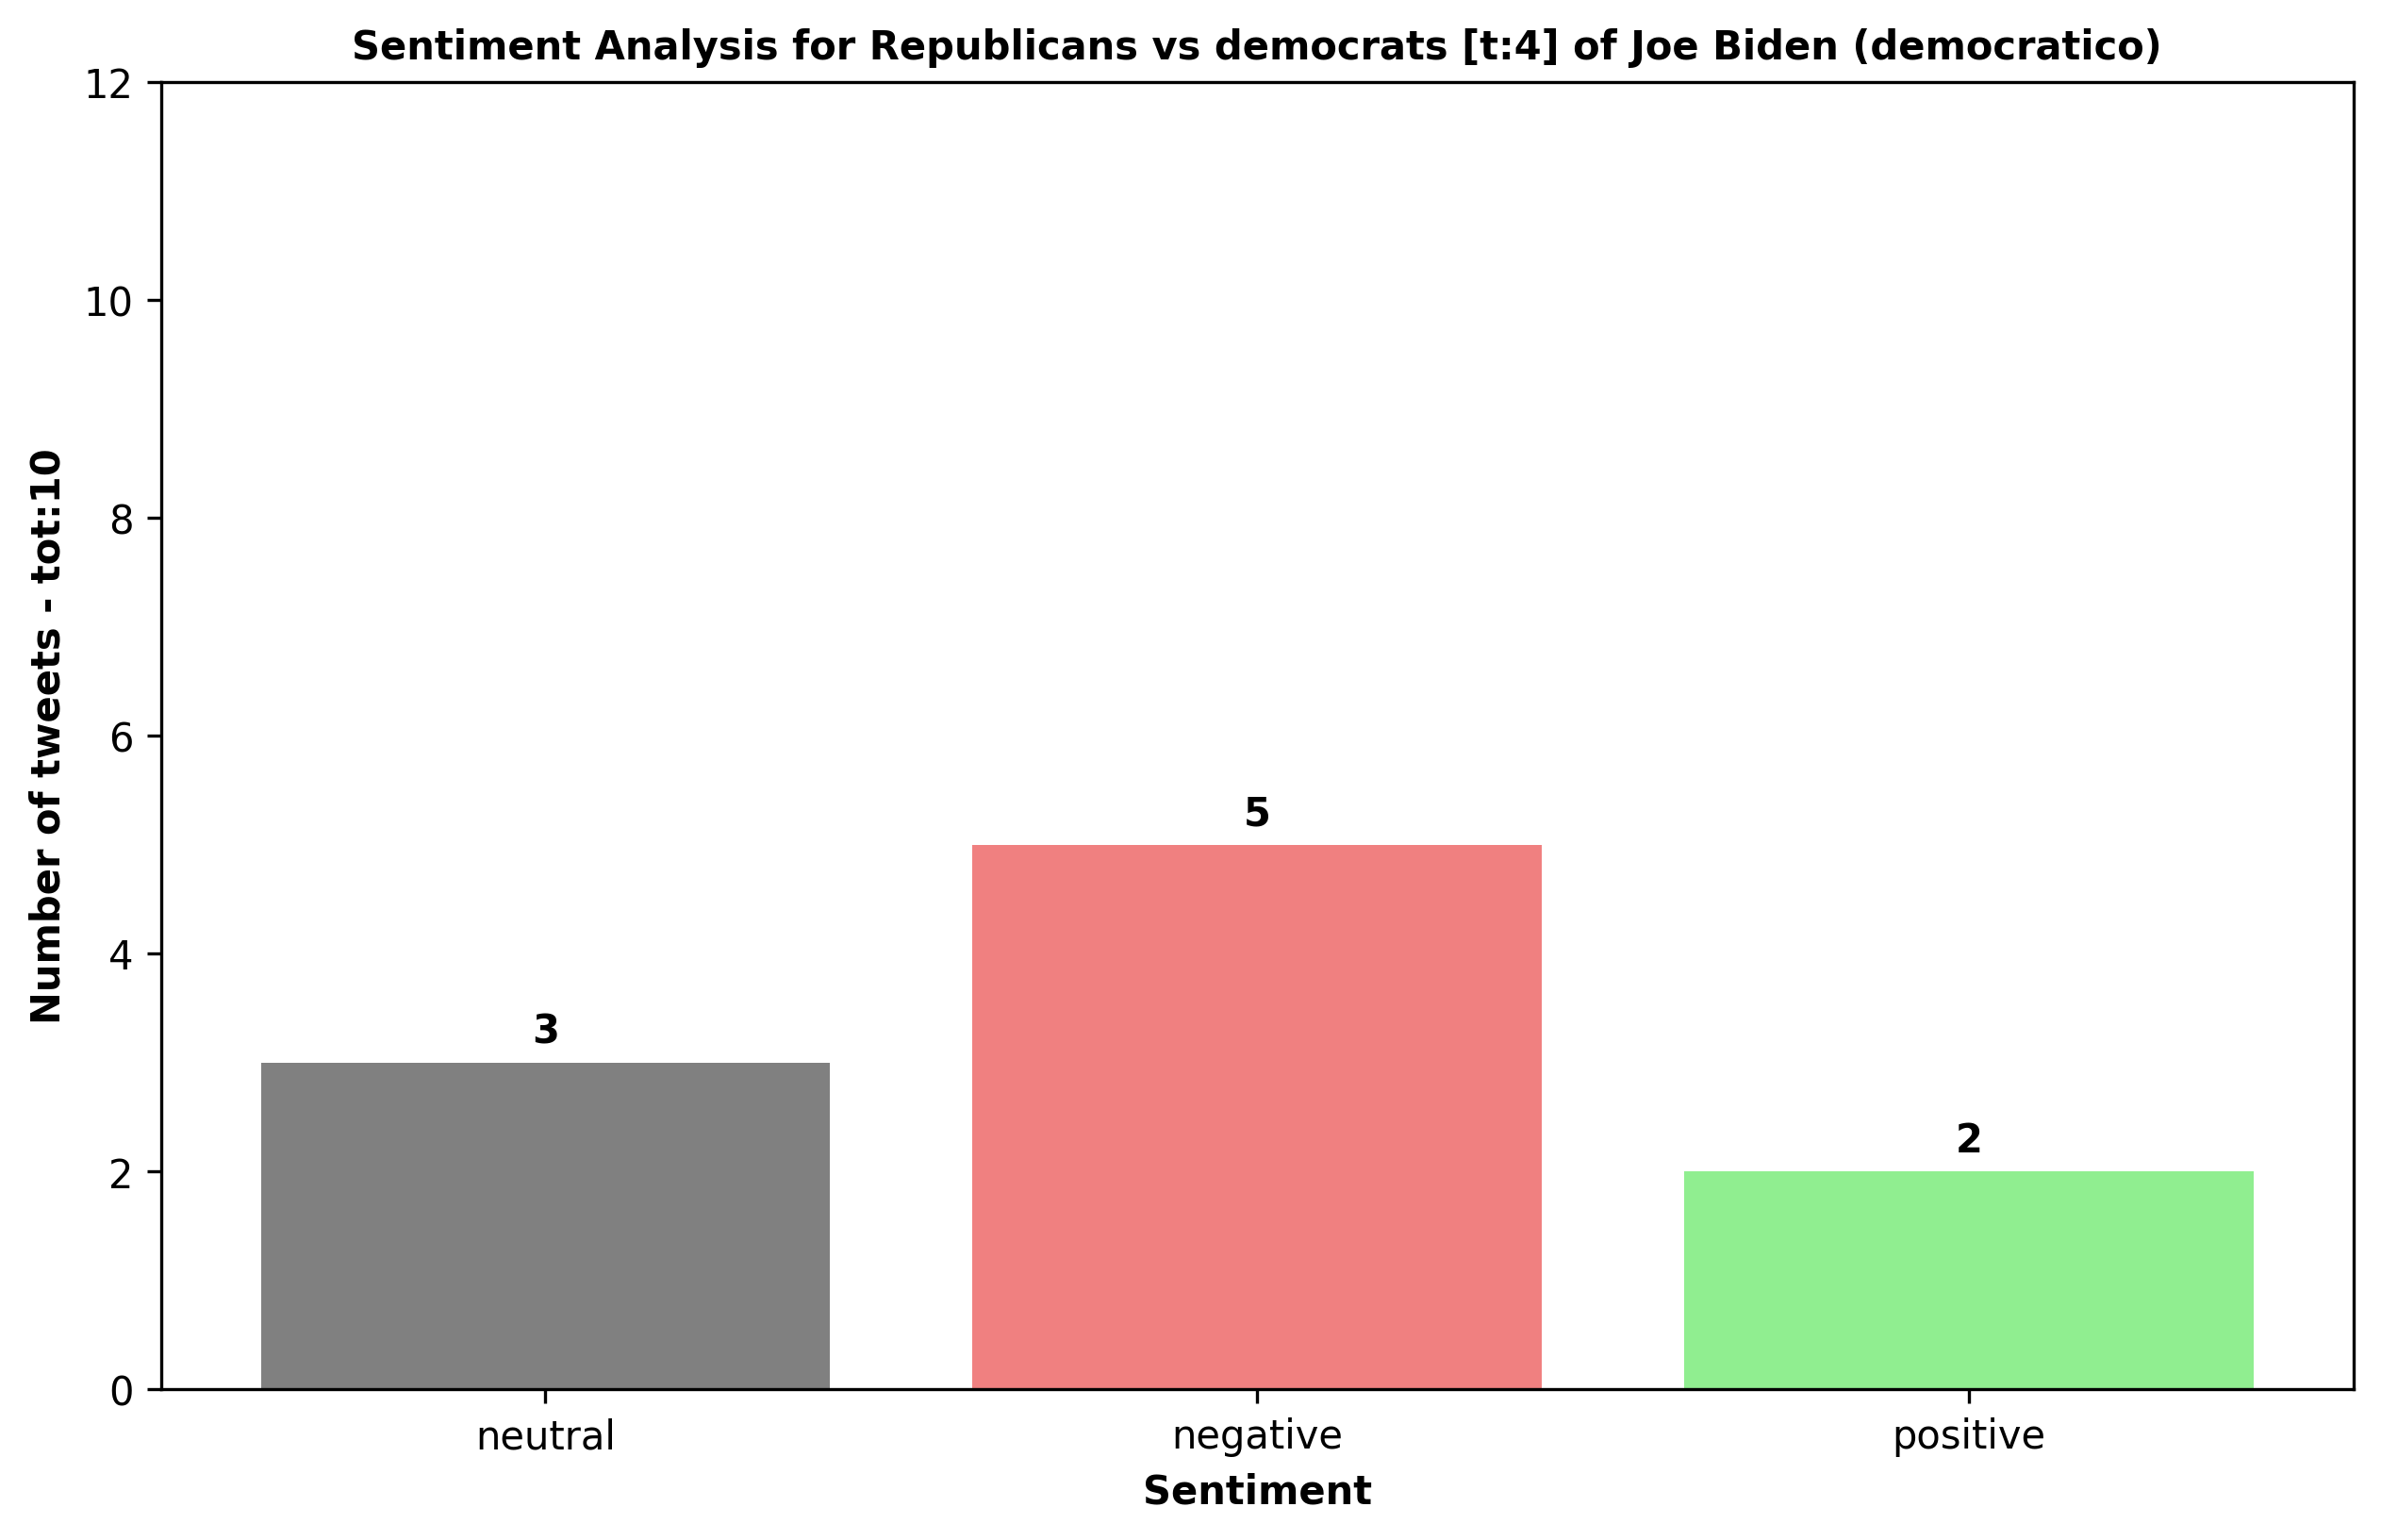 Sentiment Analysis for Republicans vs democrats [t:4] of Joe Biden (democratico)
Number of tweets - tot:10
12
10
8
6
4
2
0
3
5
2
neutral
negative
positive
Sentiment